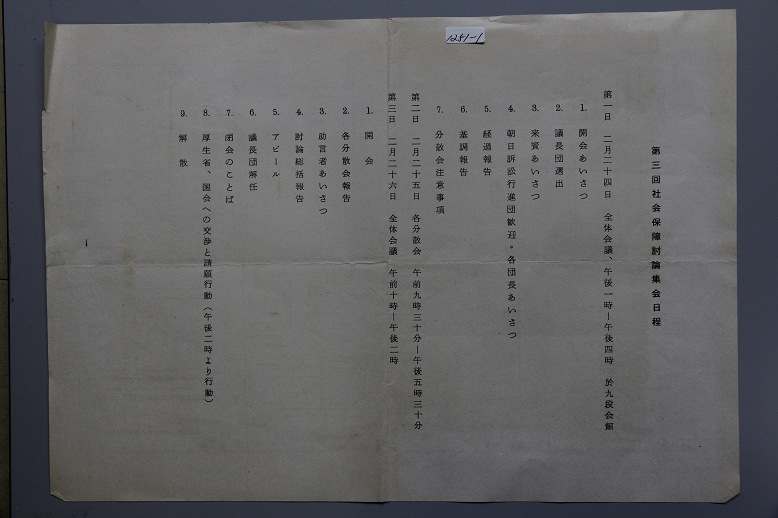 1251-1
第三回社会保障討論集会日程
第一日 二月二十四日 全体会議、午後一時ー午後四時 於九段会館
1. 開会あいさつ
2. 議長団選出
3. 来賓あいさつ
4. 朝日訴訟行進団歓迎。各団長あいさつ
5. 経過報告
6. 基調報告
7. 分散会注意事項
第二日 二月二十五日 各分散会 午前九時三十分ー午後五時三十分
第三日 二月二十六日 全体会議 午前十時ー午後二時
1. 開会
2. 各分散会報告
3. 助言者あいさつ
4. 討論総括報告
5. アピール
6. 議長団解任
7. 閉会のことば
8. 厚生省、国会への交渉と請願行動(午後二時より行動)
9. 解散